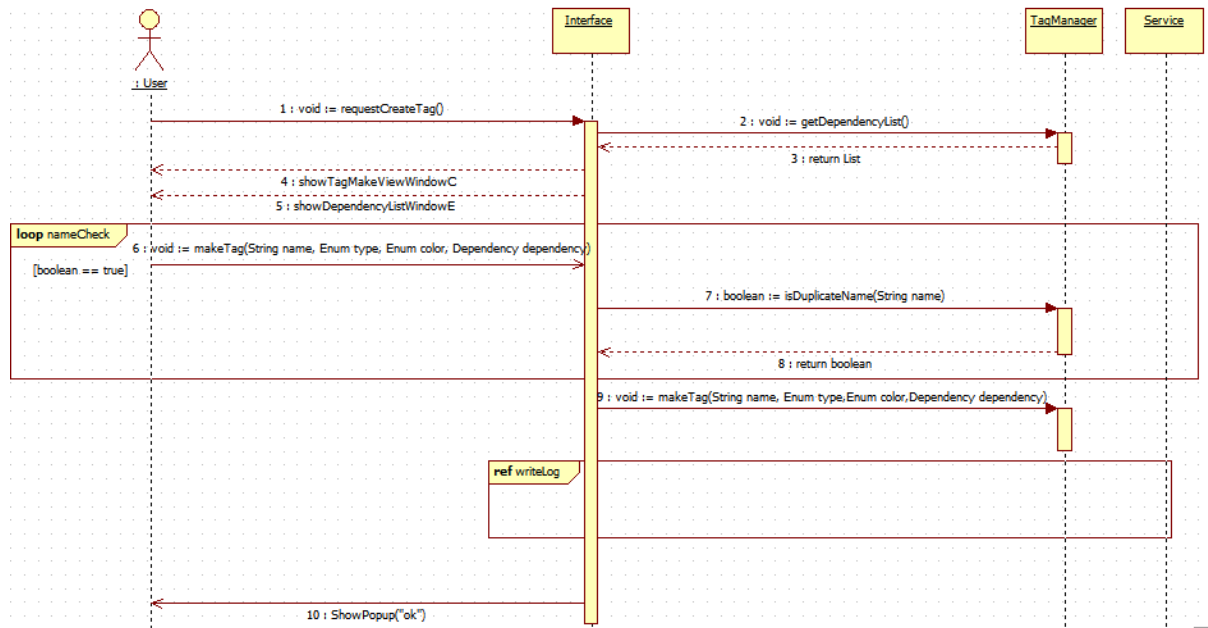 Interface
TagManager
Service
: User
1 : void := requestCreateTag()
2 : void := getDependencyList()
3 : return List
4 : showTagMakeViewWindowC
5 : showDependencyListWindowE
loop nameCheck
6 : void := makeTag(String name, Enum type, Enum color, Dependency dependency)
[boolean == true]
7 : boolean := isDuplicateName(String name)
8 : return boolean
9 : void := makeTag(String name, Enum type,Enum color,Dependency dependency)
ref writeLog
10 : ShowPopup("ok")